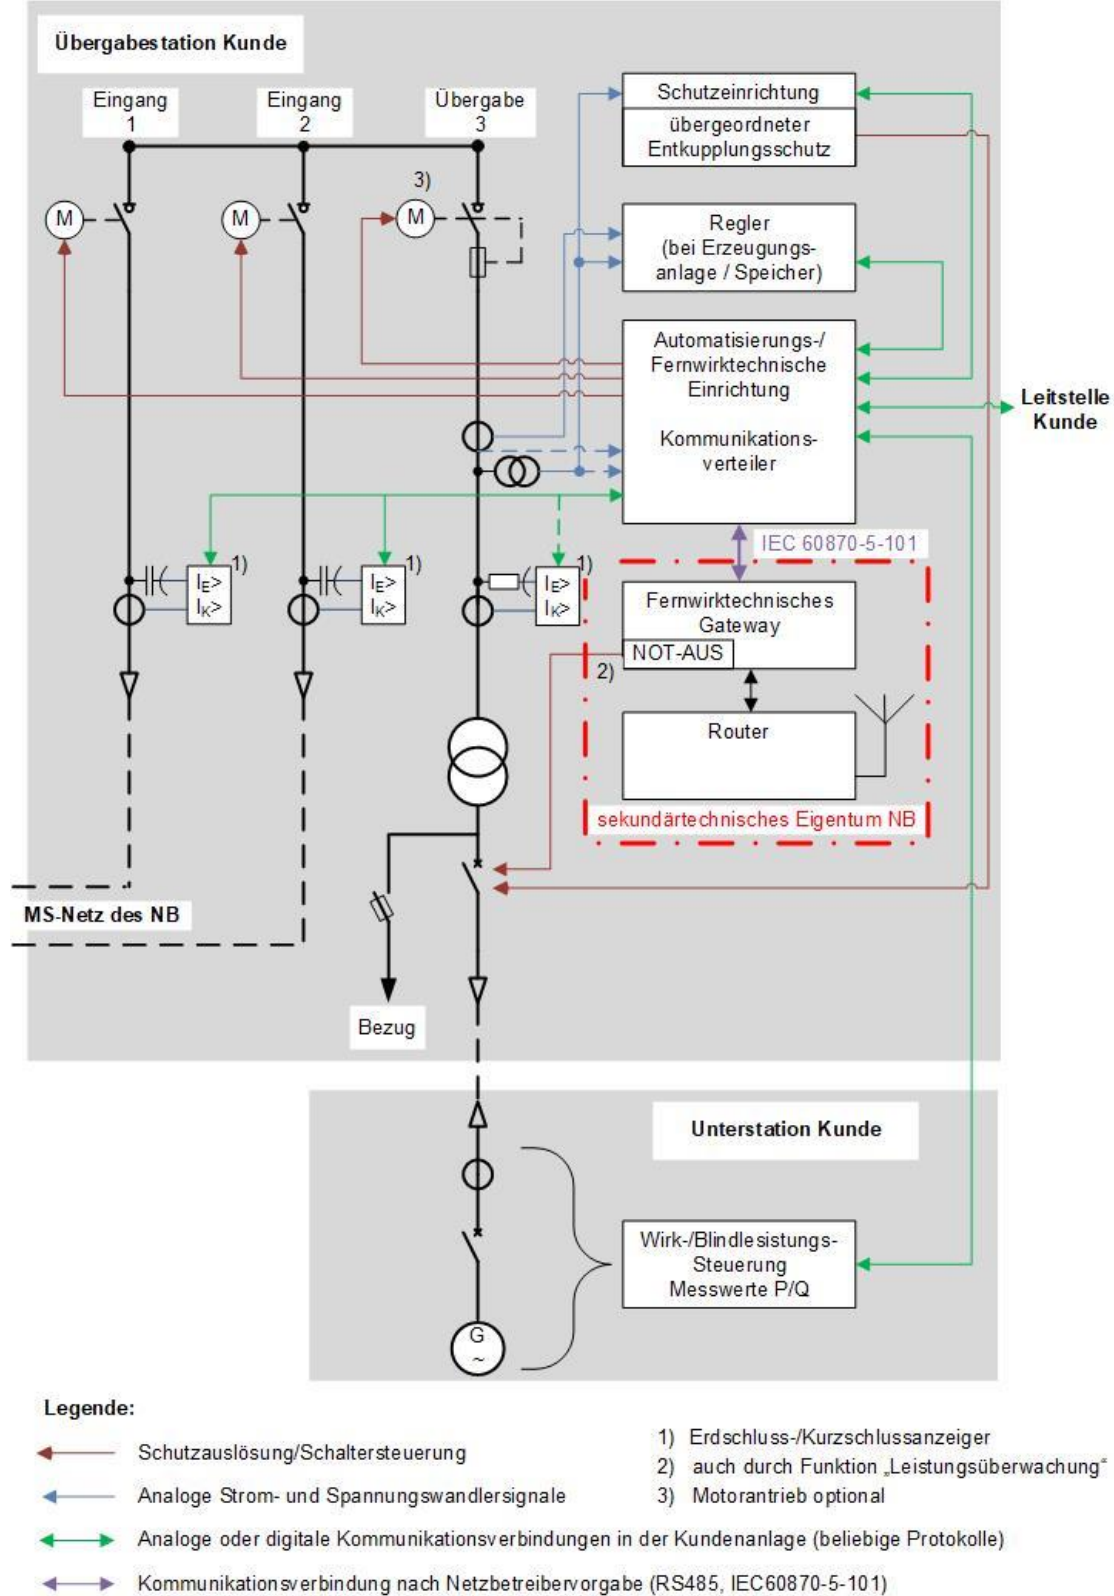 Übergabestation Kunde
Eingang
1
Eingang
2
Übergabe
3
Schutzeinrichtung
übergeordneter
Entkupplungsschutz
3)
M
M
M
Regler
(bei Erzeugungs-
anlage / Speicher)
Automatisierungs-/
Fernwirktechnische
Einrichtung
Kommunikations-
verteiler
Leitstelle
Kunde
IEC 60870-5-101
1)
IE>
IK>
1)
IE>
IK>
1)
IE>
IK>
Fernwirktechnisches
Gateway
NOT-AUS
2)
Router
sekundärtechnisches Eigentum NB
MS-Netz des NB
Bezug
Unterstation Kunde
Wirk-/Blindlesistungs-
Steuerung
Messwerte P/Q
G
~
Legende:
Schutzauslösung/Schaltersteuerung
Analoge Strom- und Spannungswandlersignale
Analoge oder digitale Kommunikationsverbindungen in der Kundenanlage (beliebige Protokolle)
Kommunikationsverbindung nach Netzbetreibervorgabe (RS485, IEC60870-5-101)
1) Erdschluss-/Kurzschlussanzeiger
2) auch durch Funktion „Leistungsüberwachung“
3) Motorantrieb optional